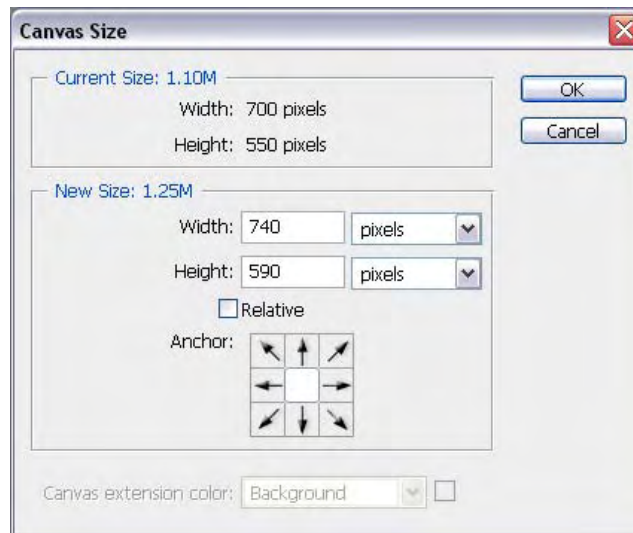 Canvas Size
Current Size: 1.10M
OK
Width: 700 pixels
Cancel
Height: 550 pixels
New Size: 1.25M
Width: 740 pixels
Height: 590 pixels
Relative
Anchor:
Canvas extension color: Background